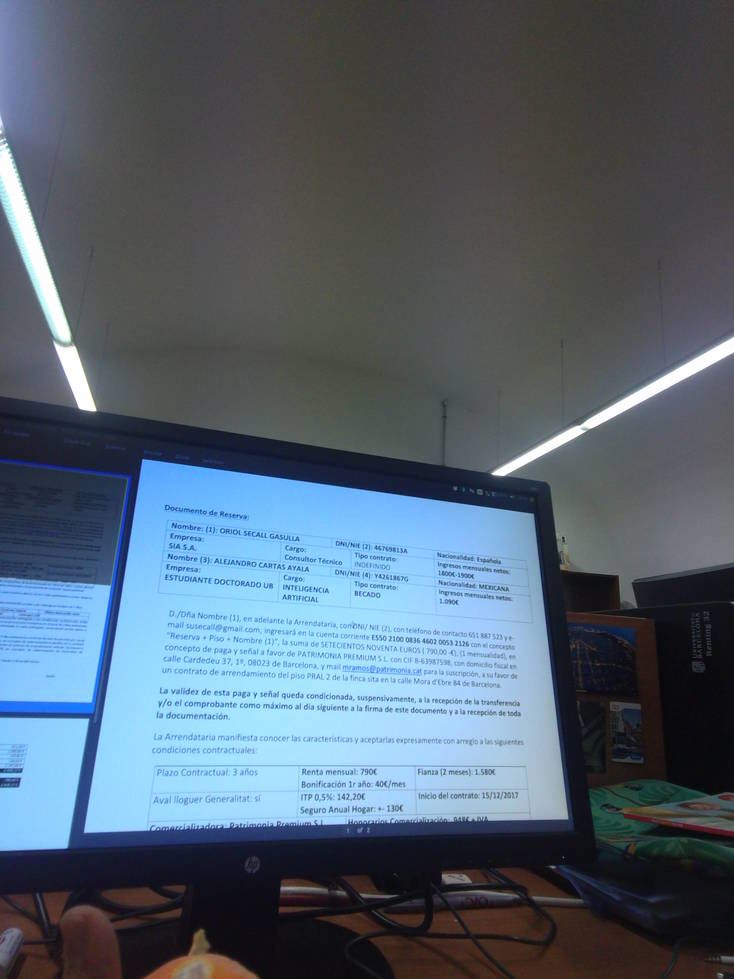 Documento de Reserva:
Nombre: (1): ORIOL SECALL GASULLA
DNI/NIE (2): 46769813A
Nacionalidad: Española
Empresa:
SIA S.A.
Cargo:
Consultor Técnico
Tipo contrato:
INDEFINIDO
Ingresos mensuales netos:
1800€-1900€
Nombre (3): ALEJANDRO CARTAS AYALA
DNI/NIE (4): Y4261867G
Nacionalidad: MEXICANA
Empresa:
ESTUDIANTE DOCTORADO UB
Cargo:
INTELIGENCIA
ARTIFICIAL
Tipo contrato:
BECADO
Ingresos mensuales netos:
1.090€
D./Dña Nombre (1), en adelante la Arrendataria, con DNI/ NIE (2), con teléfono de contacto 651 887 523 y e-
mail susecall@gmail.com, ingresará en la cuenta corriente ES50 2100 0836 4602 0053 2126 con el concepto
"Reserva + Piso + Nombre (1)", la suma de SETECIENTOS NOVENTA EUROS ( 790,00 -€), (1 mensualidad), en
concepto de paga y señal a favor de PATRIMONIA PREMIUM S L. con CIF B-63987598, con domicilio fiscal en
calle Cardedeu 37, 1º, 08023 de Barcelona, y mail mramos@patrimonia.cat para la suscripción, a su favor de
un contrato de arrendamiento del piso PRAL 2 de la finca sita en la calle Mora d'Ebre 84 de Barcelona.
La validez de esta paga y señal queda condicionada, suspensivamente, a la recepción de la transferencia
y/o el comprobante como máximo al día siguiente a la firma de este documento y a la recepción de toda
la documentación.
La Arrendataria manifiesta conocer las características y aceptarlas expresamente con arreglo a las siguientes
condiciones contractuales:
Plazo Contractual: 3 años
Renta mensual: 790€
Bonificación 1r año: 40€/mes
Fianza (2 meses): 1.580€
Aval lloguer Generalitat: sí
ITP 0,5%: 142,20€
Seguro Anual Hogar: +- 130€
Inicio del contrato: 15/12/2017
Comercializadora: Patrimonia Premium S.L
Honorarios Comercialización: 948€ + IVA
1 of 2
hp
UNIVERSITAT DE
BARCELONA
Renting 32